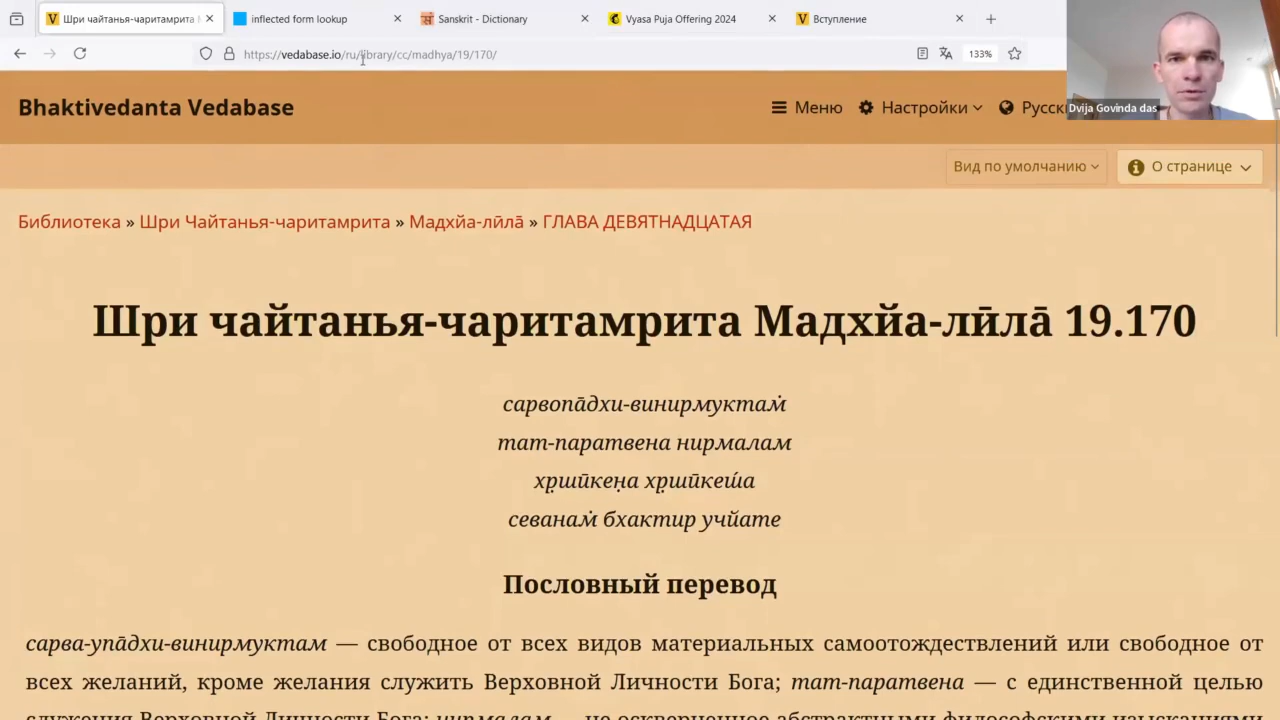 Шри чайтанья-чаритамрита М
inflected form lookup
Sanskrit - Dictionary
Vyasa Puja Offering 2024
Вступление
https://vedabase.io/ru/library/cc/madhya/19/170/
133%
Dvija Govinda das
Bhaktivedanta Vedabase
Меню
Настройки
Русск
Вид по умолчанию
О странице
Библиотека » Шри Чайтанья-чаритамрита » Мадхйа-лӣла̄ » ГЛАВА ДЕВЯТНАДЦАТАЯ
Шри чайтанья-чаритамрита Мадхйа-лӣла̄ 19.170
сарвопа̄дхи-винирмуктам̇
тат-паратвена нирмалам
хр̣шӣкен̣а хр̣шӣкеш́а
севанам̇ бхактир учйате
Пословный перевод
сарва-упа̄дхи-винирмуктам — свободное от всех видов материальных самоотождествлений или свободное от
всех желаний, кроме желания служить Верховной Личности Бога; тат-паратвена — с единственной целью
служения Верховной Личности Бога; нирмалам — не оскверненное абстрактными философскими изысканиями